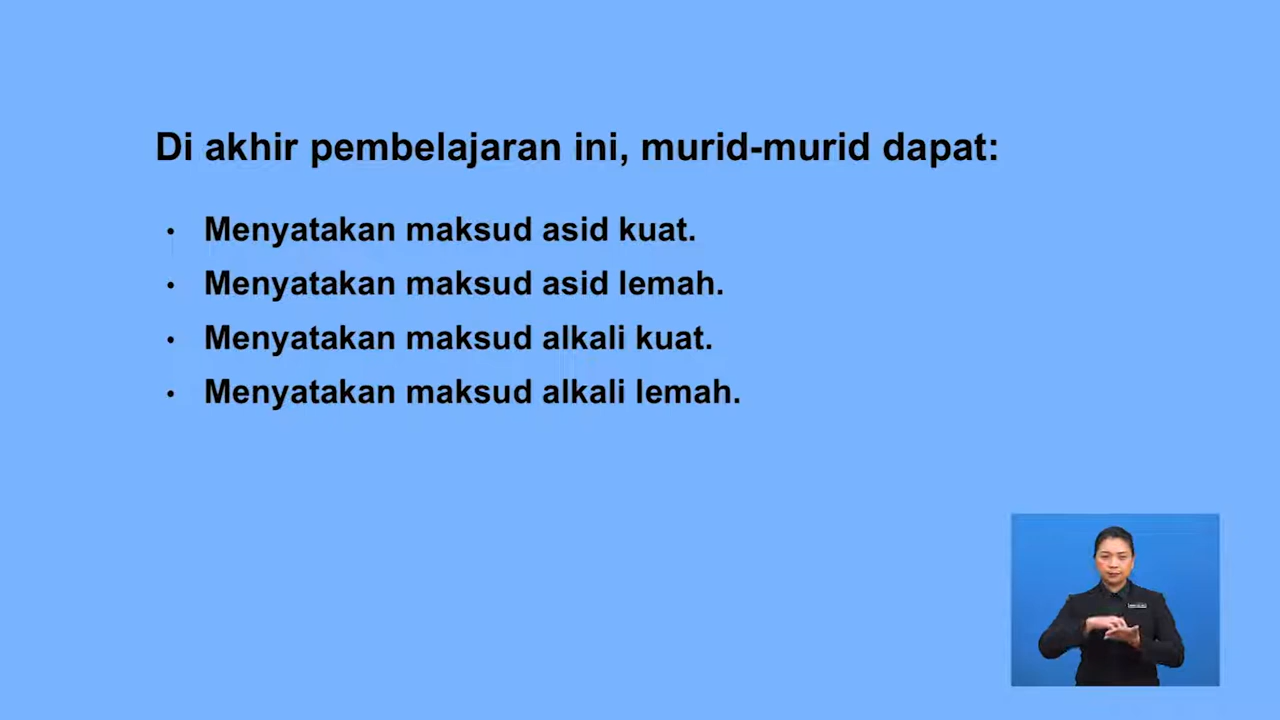 Di akhir pembelajaran ini, murid-murid dapat:
• Menyatakan maksud asid kuat.
• Menyatakan maksud asid lemah.
• Menyatakan maksud alkali kuat.
• Menyatakan maksud alkali lemah.